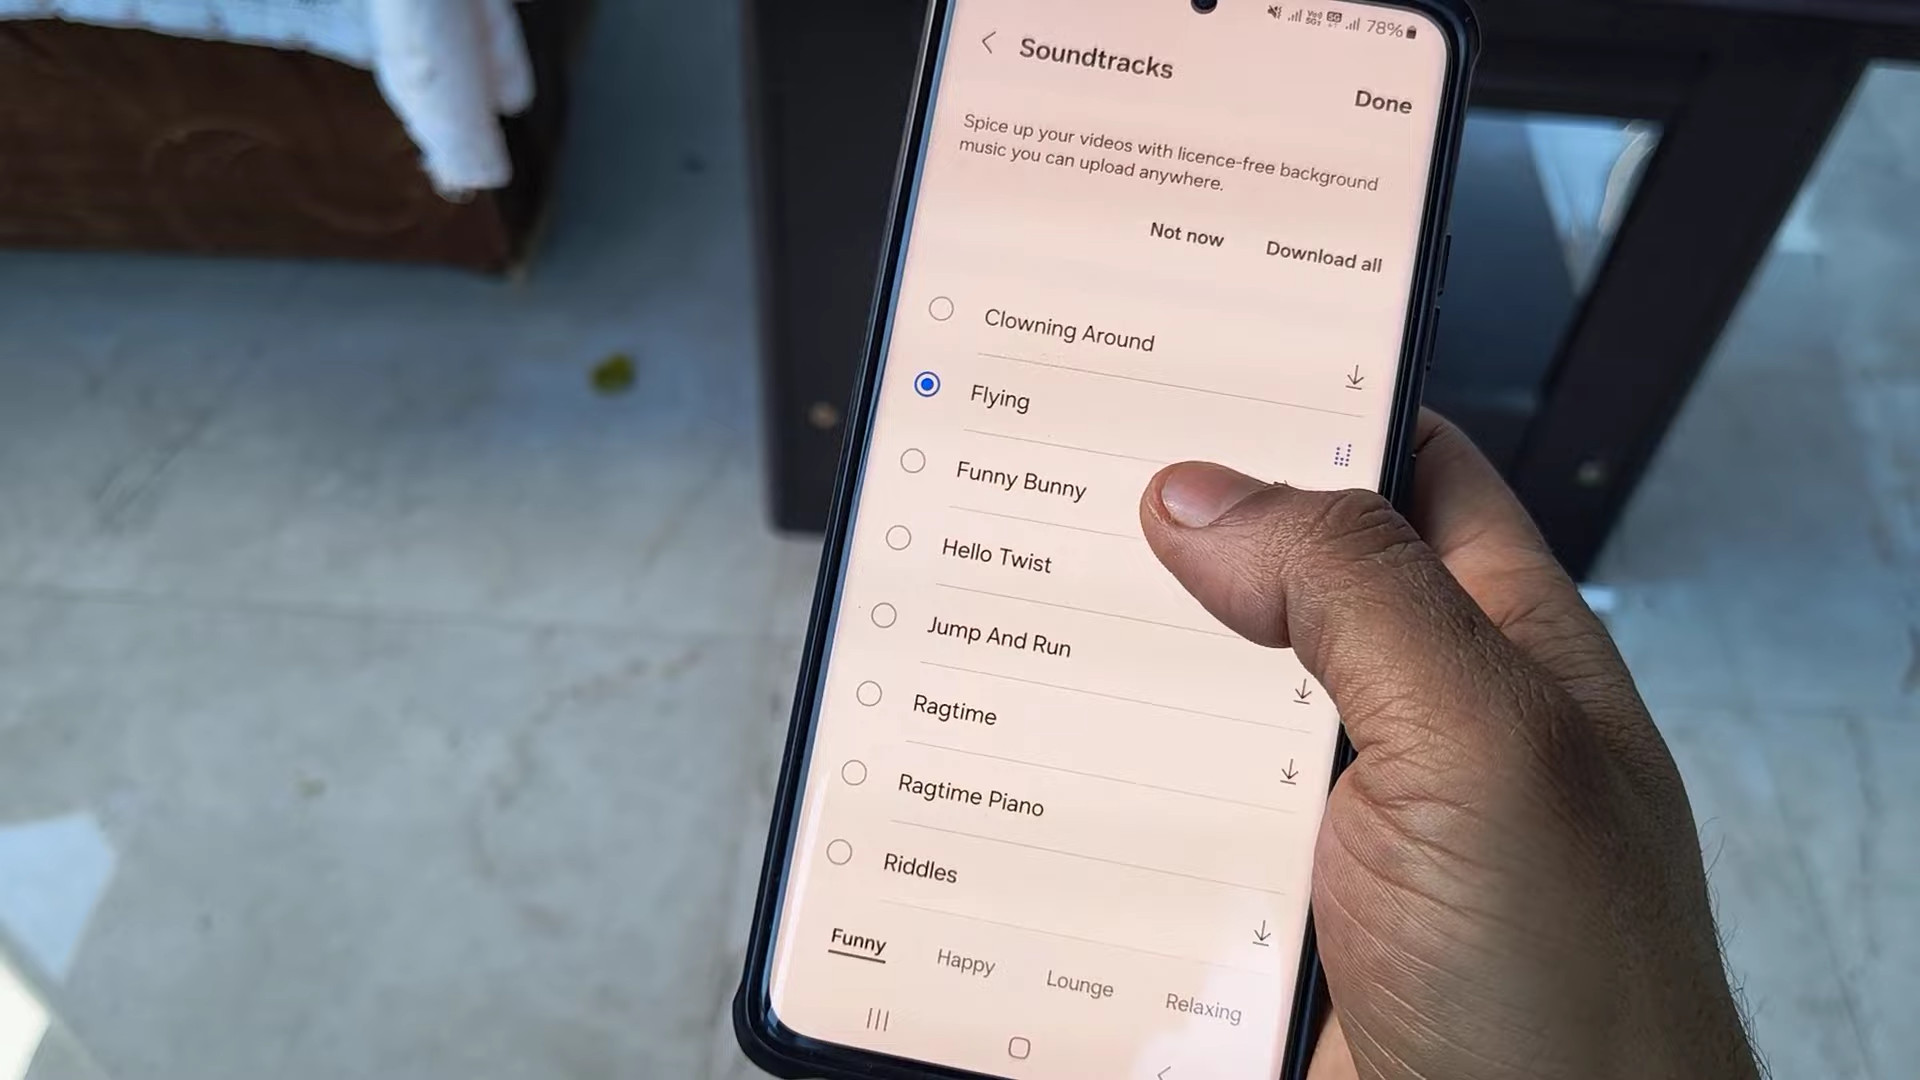 78%
Soundtracks
Done
Spice up your videos with licence-free background
music you can upload anywhere.
Not now
Download all
Clowning Around
Flying
Funny Bunny
Hello Twist
Jump And Run
Ragtime
Ragtime Piano
Riddles
Funny
Happy
Lounge
Relaxing